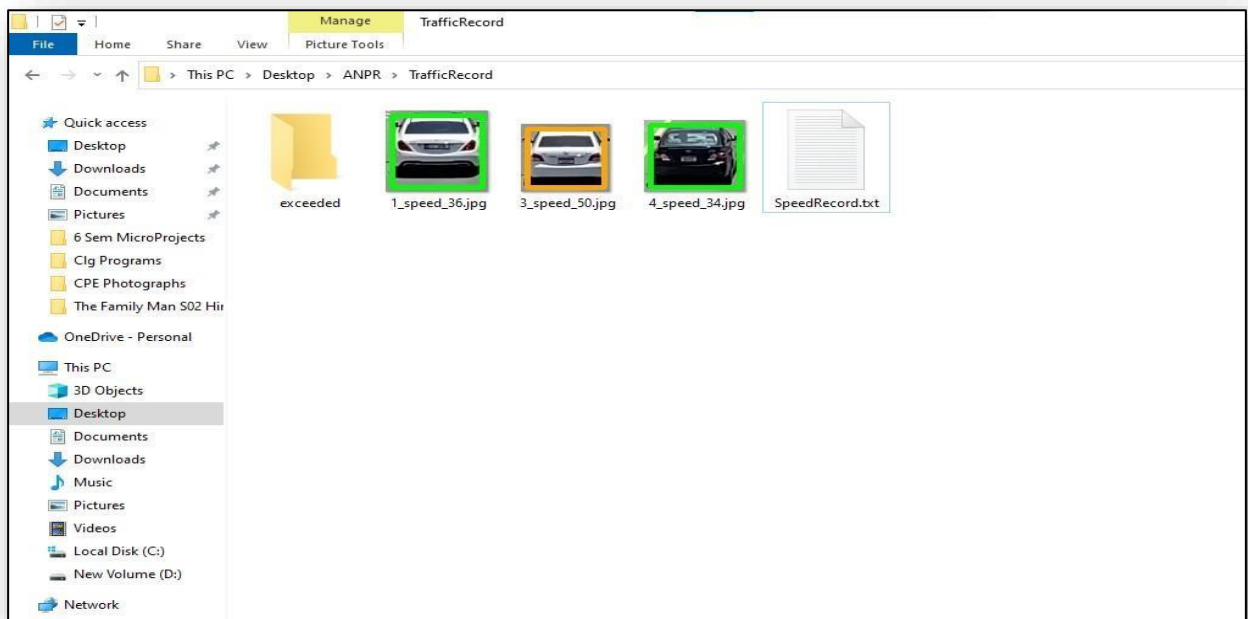 Manage TrafficRecord
File Home Share View Picture Tools
This PC > Desktop > ANPR > TrafficRecord
Quick access
Desktop
Downloads
Documents
Pictures
6 Sem MicroProjects
Clg Programs
CPE Photographs
The Family Man S02 Hir
OneDrive - Personal
This PC
3D Objects
Desktop
Documents
Downloads
Music
Pictures
Videos
Local Disk (C:)
New Volume (D:)
Network
exceeded 1_speed_36.jpg 3_speed_50.jpg 4_speed_34.jpg SpeedRecord.txt